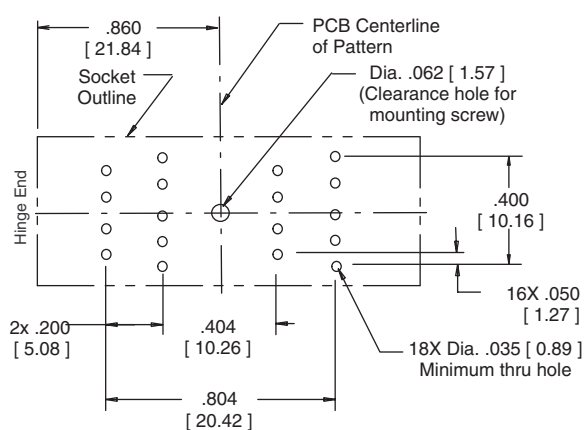 .860
[ 21.84 ]
PCB Centerline
of Pattern
Socket
Outline
Dia. .062 [ 1.57 ]
(Clearance hole for
mounting screw)
Hinge End
.400
[ 10.16 ]
16X .050
[ 1.27 ]
2x .200
[ 5.08 ]
.404
[ 10.26 ]
18X Dia. .035 [ 0.89 ]
Minimum thru hole
.804
[ 20.42 ]